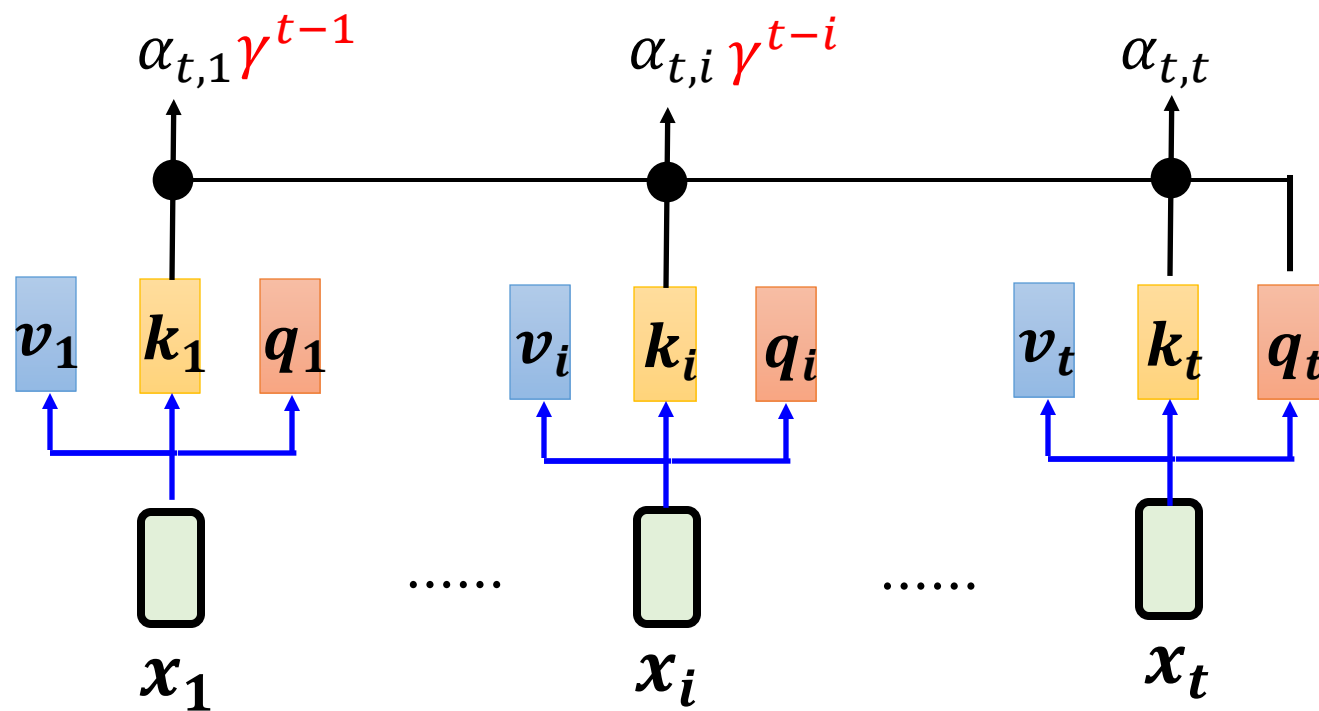 α_{t,1} γ^{t−1} α_{t,i} γ^{t−i} α_{t,t}
v_1 k_1 q_1 v_i k_i q_i v_t k_t q_t
...... ......
x_1 x_i x_t